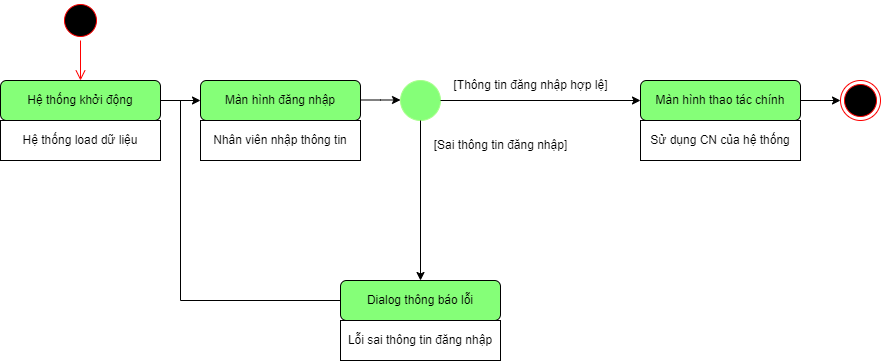 [Thông tin đăng nhập hợp lệ]
Hệ thống khởi động
Màn hình đăng nhập
Màn hình thao tác chính
Hệ thống load dữ liệu
Nhân viên nhập thông tin
[Sai thông tin đăng nhập]
Sử dụng CN của hệ thống
Dialog thông báo lỗi
Lỗi sai thông tin đăng nhập